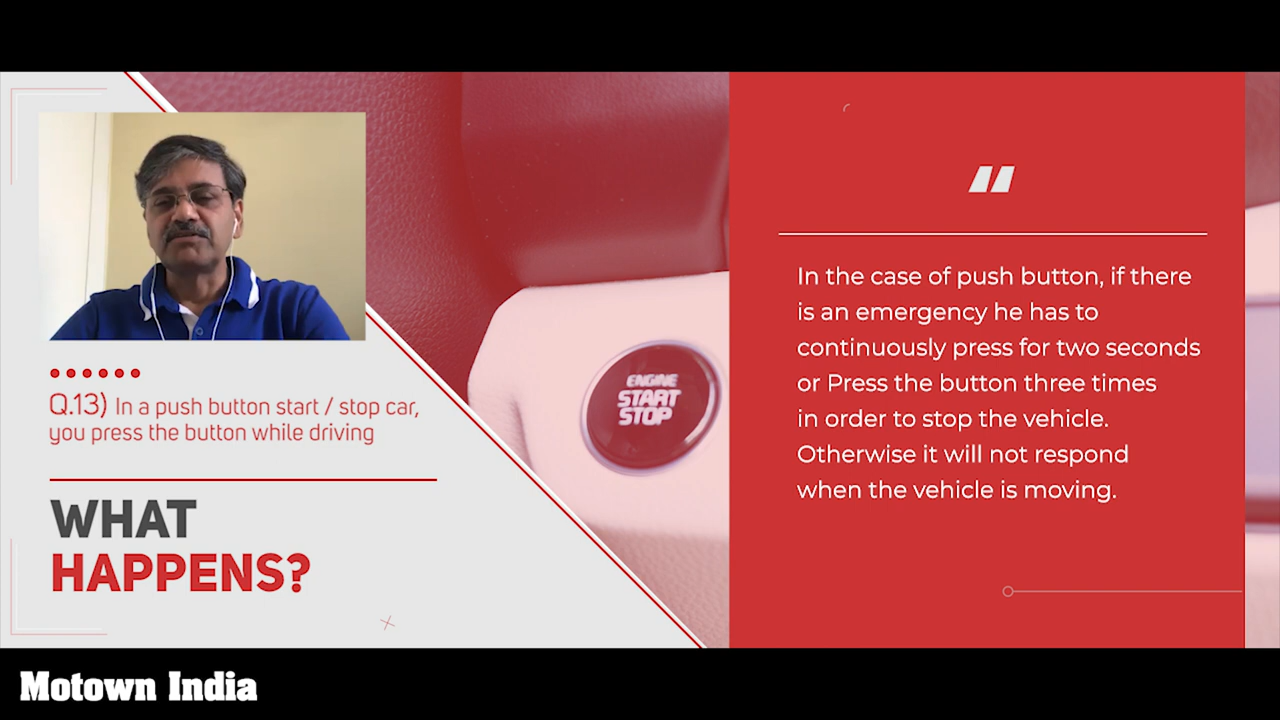 Q.13) In a push button start / stop car,
you press the button while driving
WHAT
HAPPENS?
ENGINE
START
STOP
“
In the case of push button, if there
is an emergency he has to
continuously press for two seconds
or Press the button three times
in order to stop the vehicle.
Otherwise it will not respond
when the vehicle is moving.
Motown India